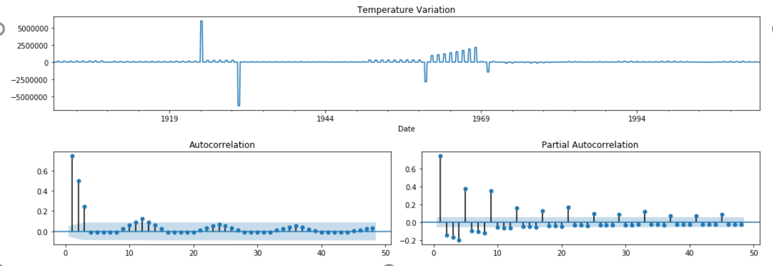 Temperature Variation
5000000
2500000
0
−2500000
−5000000
1919 1944 1969 1994
Date
Autocorrelation Partial Autocorrelation
0.6
0.4
0.2
0.0
0 10 20 30 40 50
0.6
0.4
0.2
0.0
−0.2
0 10 20 30 40 50